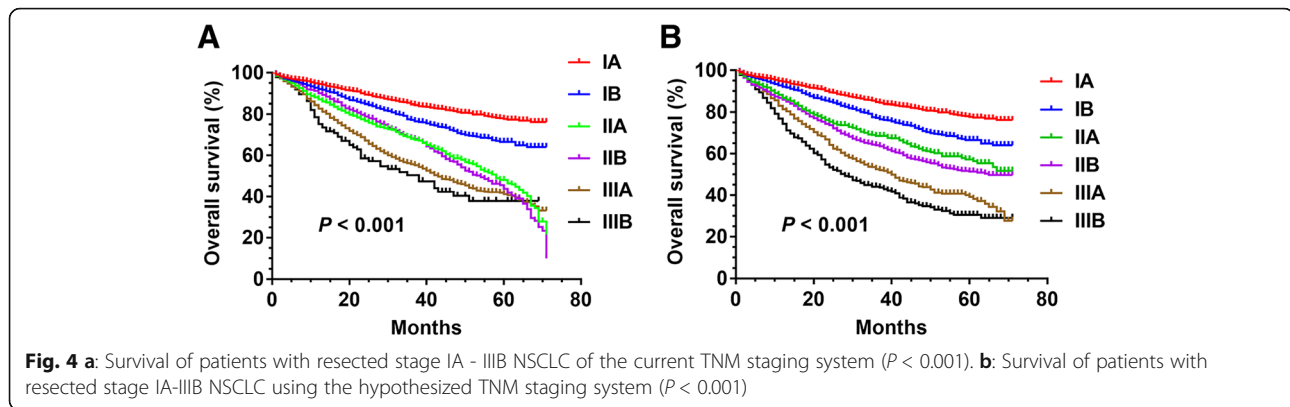 A
Overall survival (%)
100
80
60
40
20
0
0 20 40 60 80
Months
P < 0.001
IA
IB
IIA
IIB
IIIA
IIIB
B
Overall survival (%)
100
80
60
40
20
0
0 20 40 60 80
Months
P < 0.001
IA
IB
IIA
IIB
IIIA
IIIB
Fig. 4 a: Survival of patients with resected stage IA - IIIB NSCLC of the current TNM staging system (P < 0.001). b: Survival of patients with
resected stage IA-IIIB NSCLC using the hypothesized TNM staging system (P < 0.001)